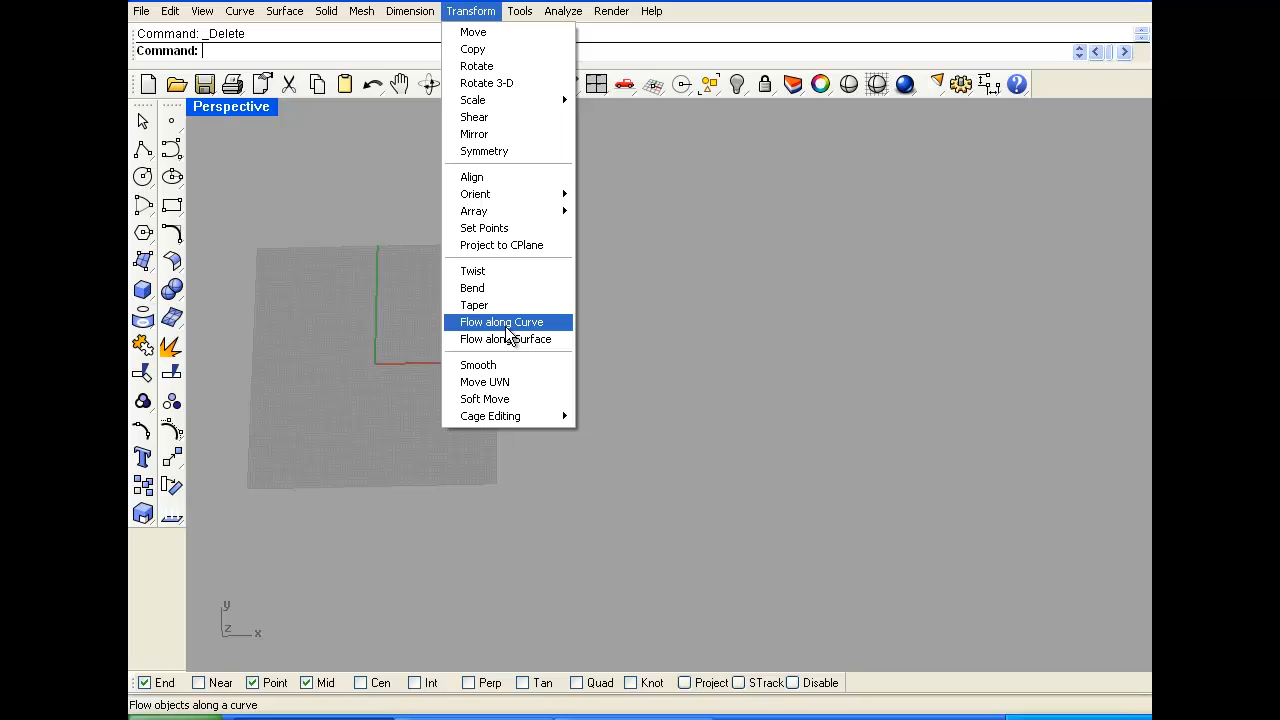 File Edit View Curve Surface Solid Mesh Dimension Transform Tools Analyze Render Help
Command: _Delete
Command:
Perspective
Move
Copy
Rotate
Rotate 3-D
Scale
Shear
Mirror
Symmetry
Align
Orient
Array
Set Points
Project to CPlane
Twist
Bend
Taper
Flow along Curve
Flow along Surface
Smooth
Move UVN
Soft Move
Cage Editing
y
z x
End Near Point Mid Cen Int Perp Tan Quad Knot Project STrack Disable
Flow objects along a curve